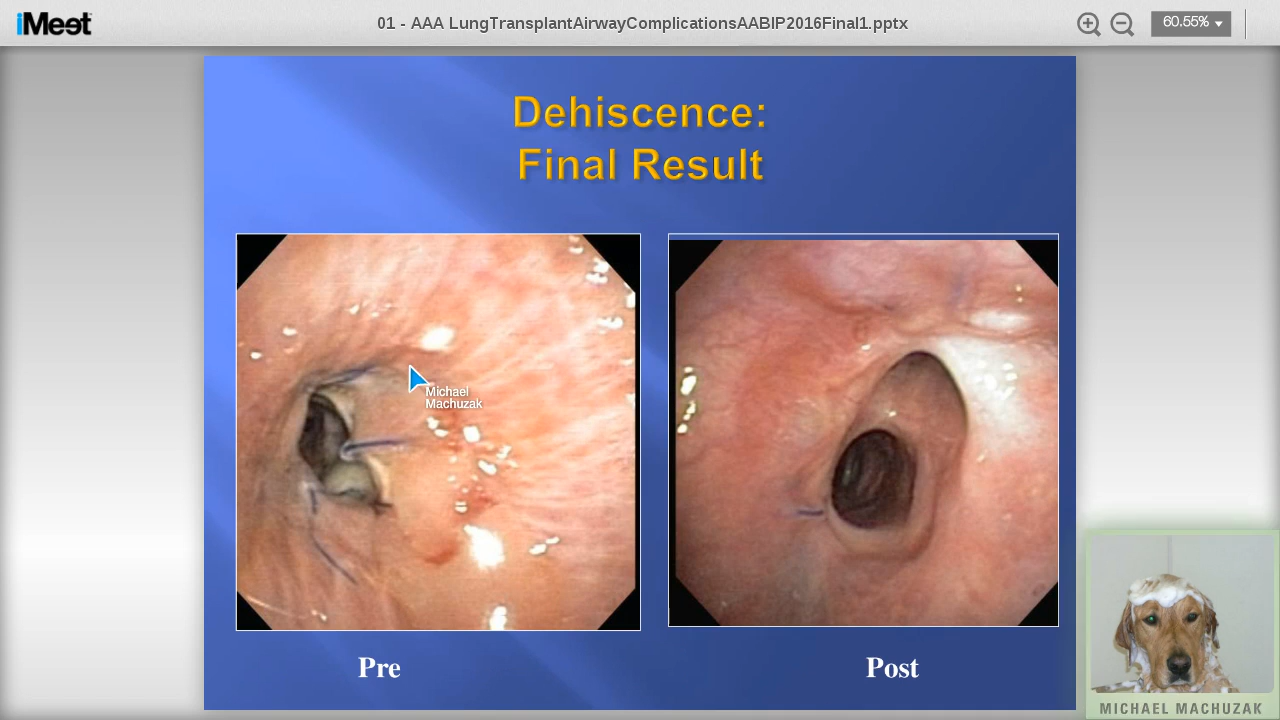 iMeet
01 - AAA LungTransplantAirwayComplicationsAABIP2016Final1.pptx
60.55%
Dehiscence:
Final Result
Michael
Machuzak
Pre
Post
MICHAEL MACHUZAK